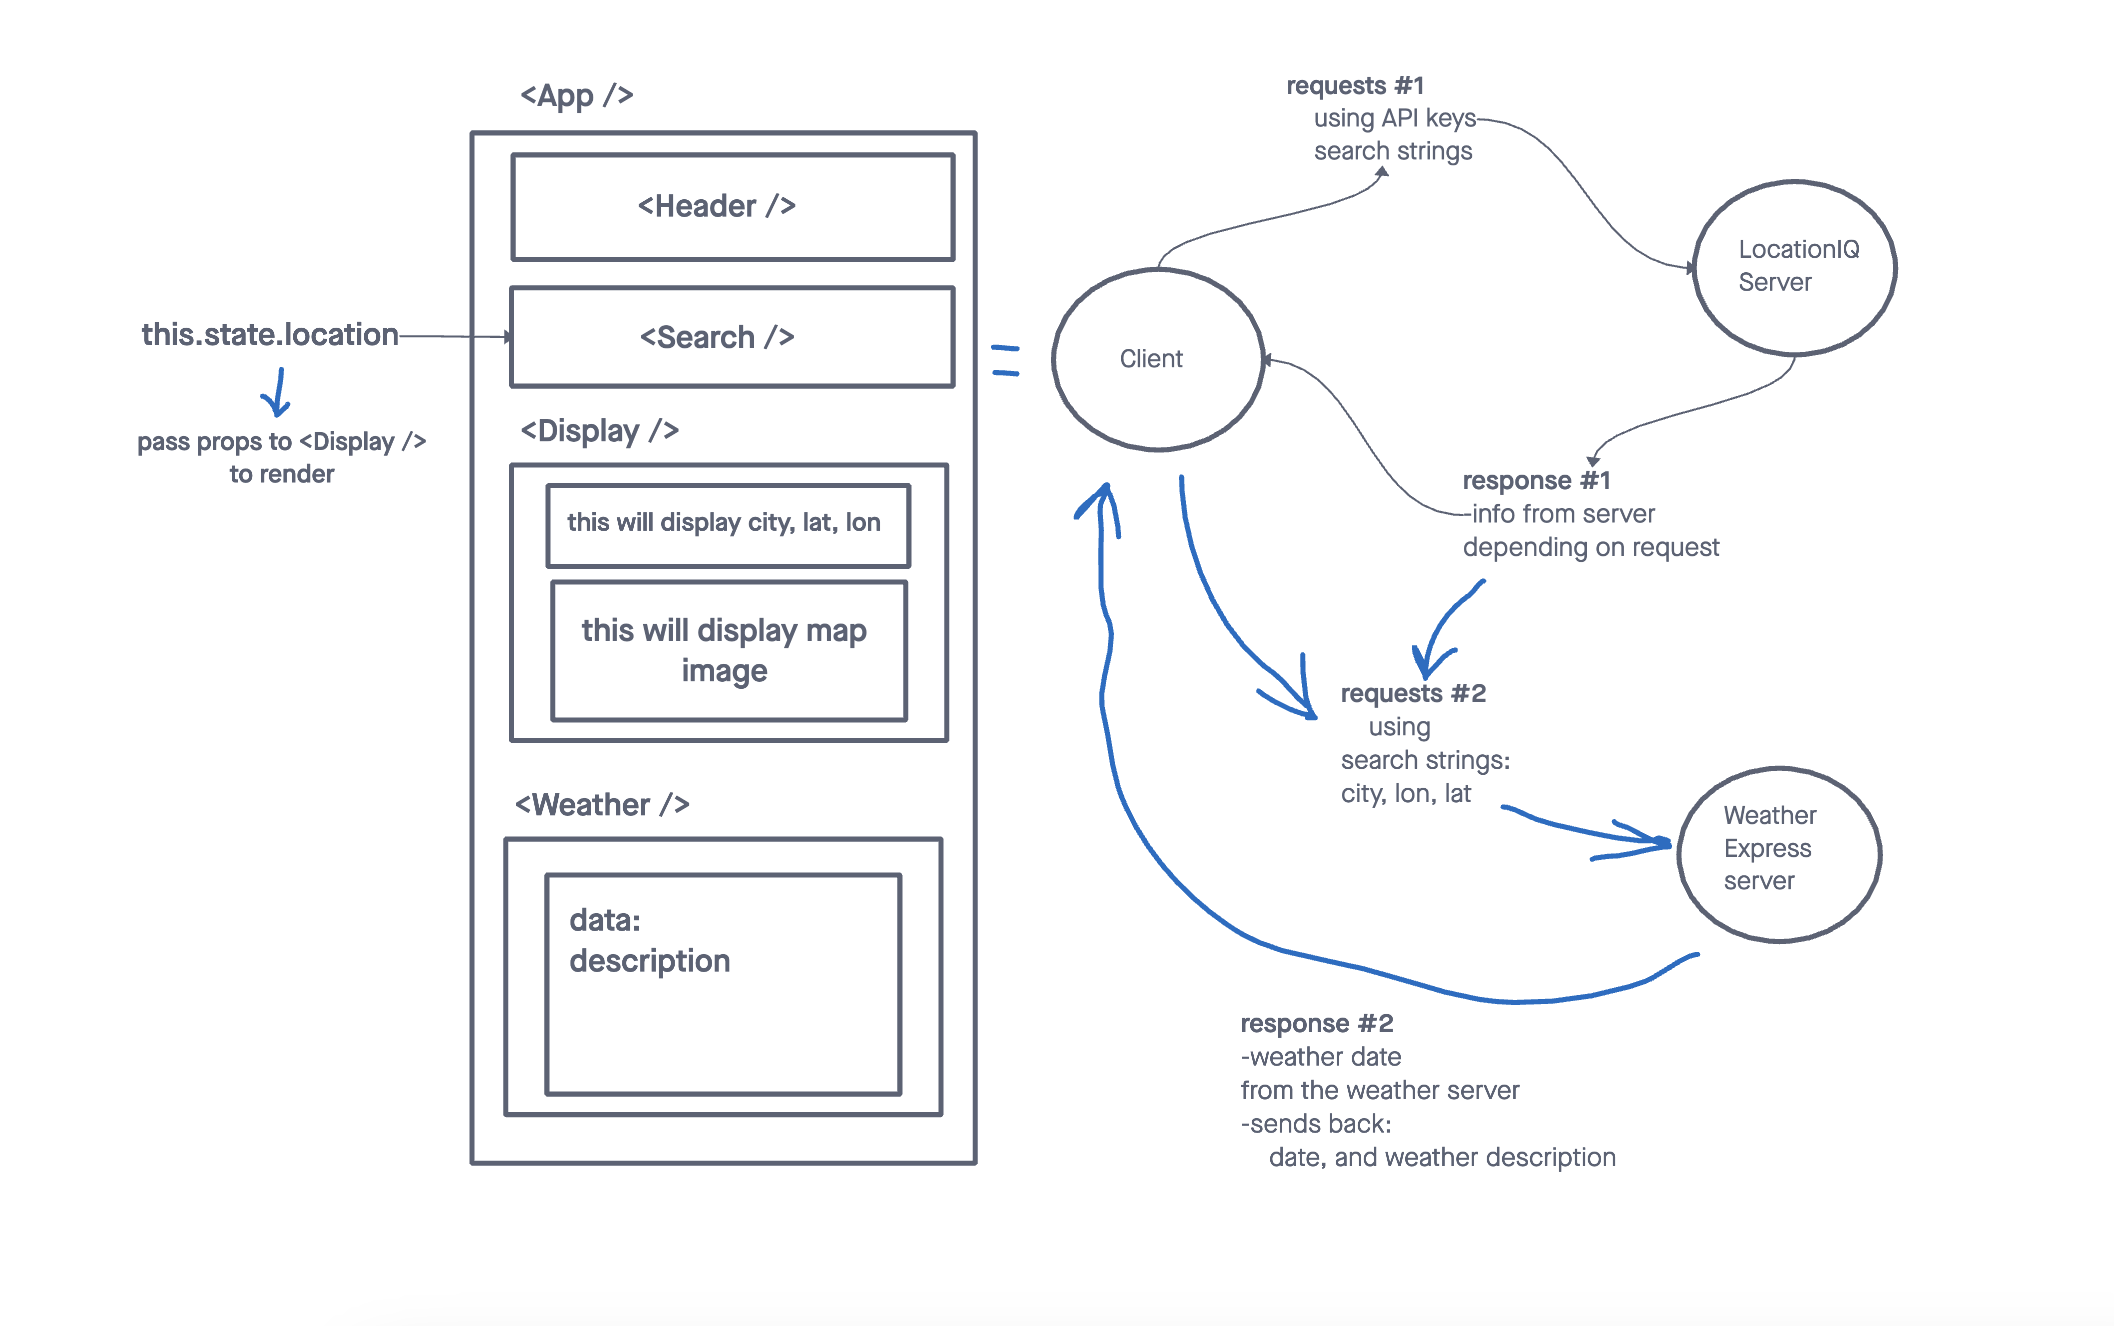 <App />
<Header />
this.state.location
<Search />
pass props to <Display />
to render
<Display />
this will display city, lat, lon
this will display map
image
<Weather />
data:
description
=
Client
requests #1
using API keys
search strings
LocationIQ
Server
response #1
-info from server
depending on request
requests #2
using
search strings:
city, lon, lat
Weather
Express
server
response #2
-weather date
from the weather server
-sends back:
date, and weather description